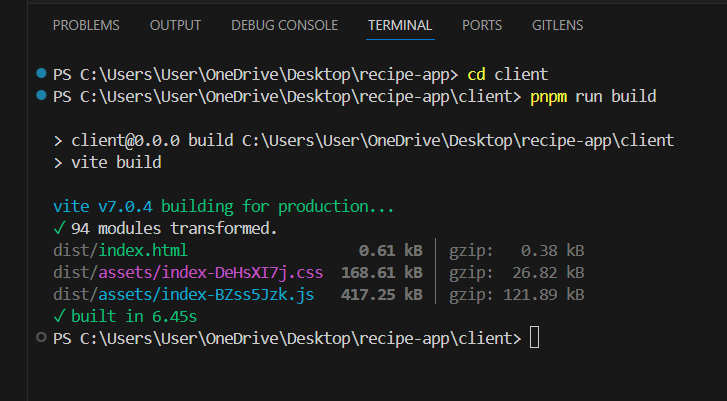 PROBLEMS OUTPUT DEBUG CONSOLE TERMINAL PORTS GITLENS
PS C:\Users\User\OneDrive\Desktop\recipe-app> cd client
PS C:\Users\User\OneDrive\Desktop\recipe-app\client> pnpm run build
> client@0.0.0 build C:\Users\User\OneDrive\Desktop\recipe-app\client
> vite build
vite v7.0.4 building for production...
✓ 94 modules transformed.
dist/index.html 0.61 kB │ gzip: 0.38 kB
dist/assets/index-DeHsXI7j.css 168.61 kB │ gzip: 26.82 kB
dist/assets/index-BZss5Jzk.js 417.25 kB │ gzip: 121.89 kB
✓ built in 6.45s
PS C:\Users\User\OneDrive\Desktop\recipe-app\client>